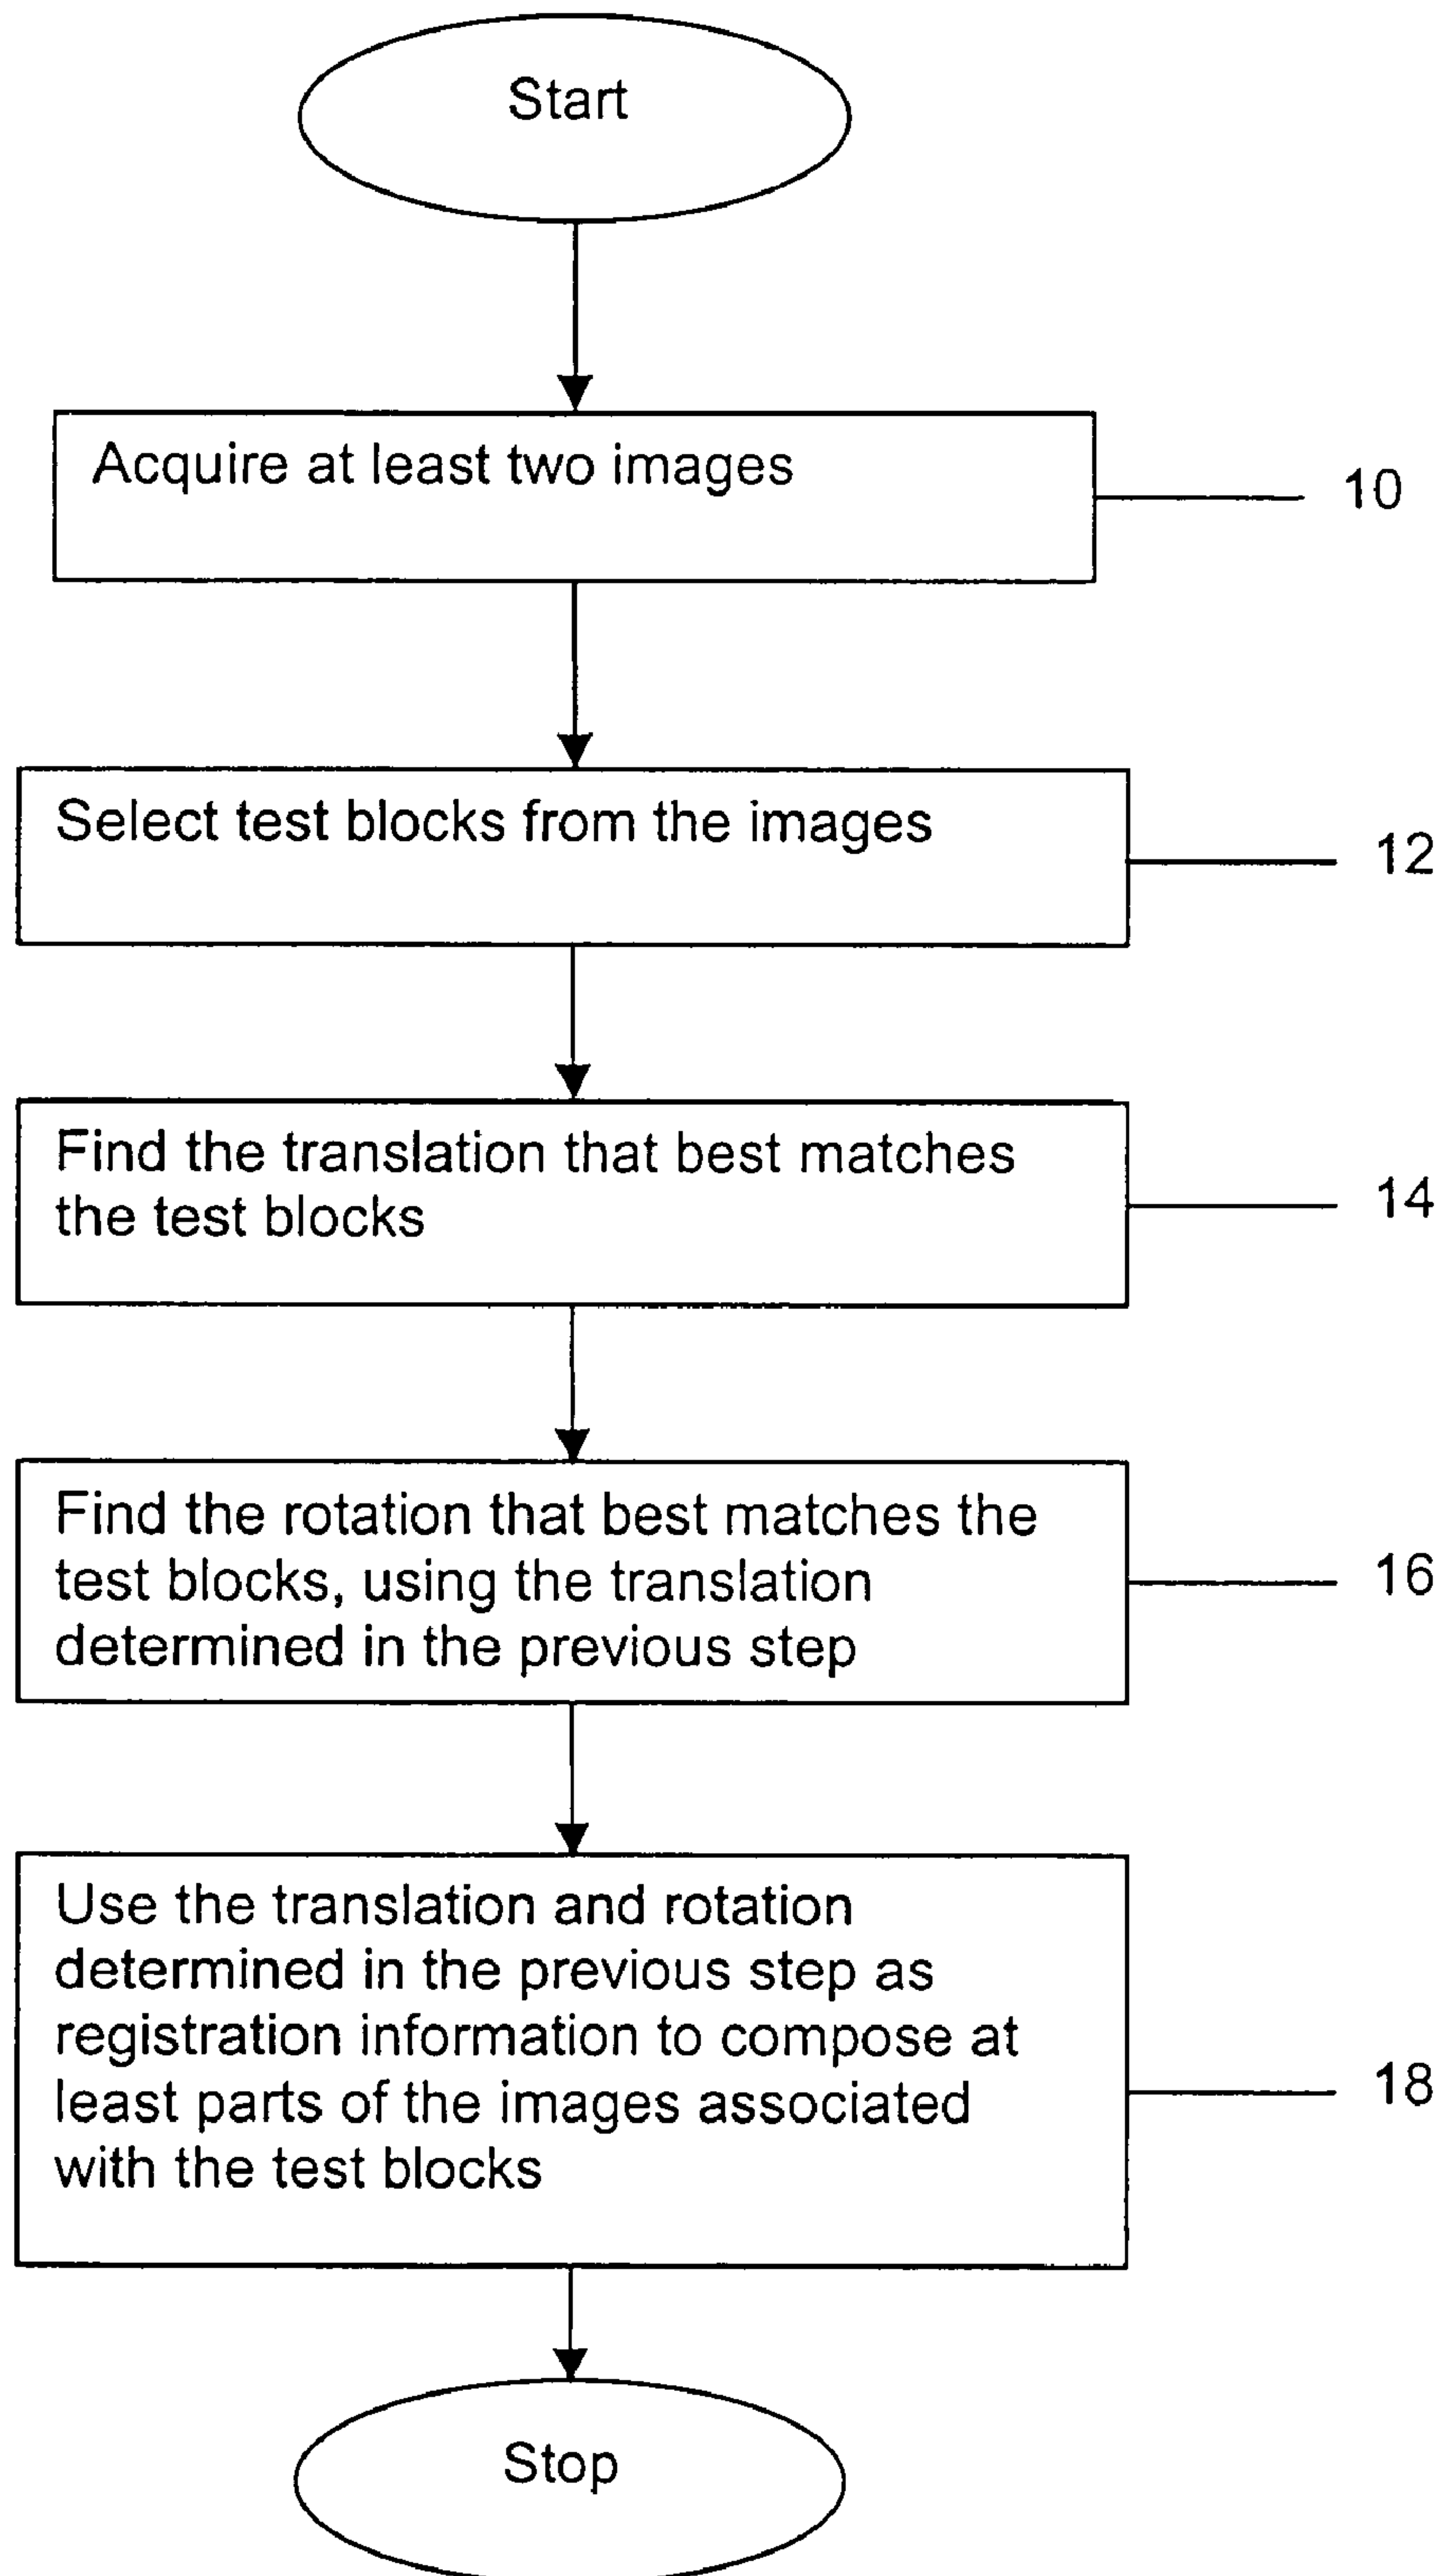 Start
Acquire at least two images
10
Select test blocks from the images
12
Find the translation that best matches
the test blocks
14
Find the rotation that best matches the
test blocks, using the translation
determined in the previous step
16
Use the translation and rotation
determined in the previous step as
registration information to compose at
least parts of the images associated
with the test blocks
18
Stop